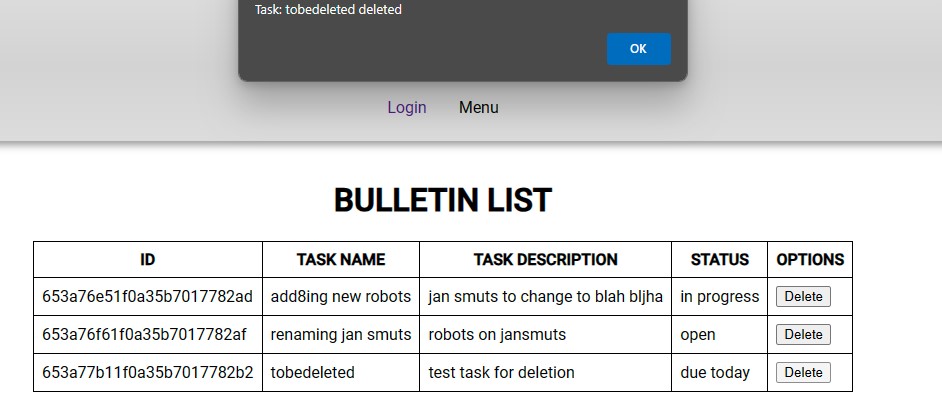 Task: tobedeleted deleted
OK
Login Menu
BULLETIN LIST
ID TASK NAME TASK DESCRIPTION STATUS OPTIONS
653a76e51f0a35b7017782ad add8ing new robots jan smuts to change to blah bljha in progress Delete
653a76f61f0a35b7017782af renaming jan smuts robots on jansmuts open Delete
653a77b11f0a35b7017782b2 tobedeleted test task for deletion due today Delete